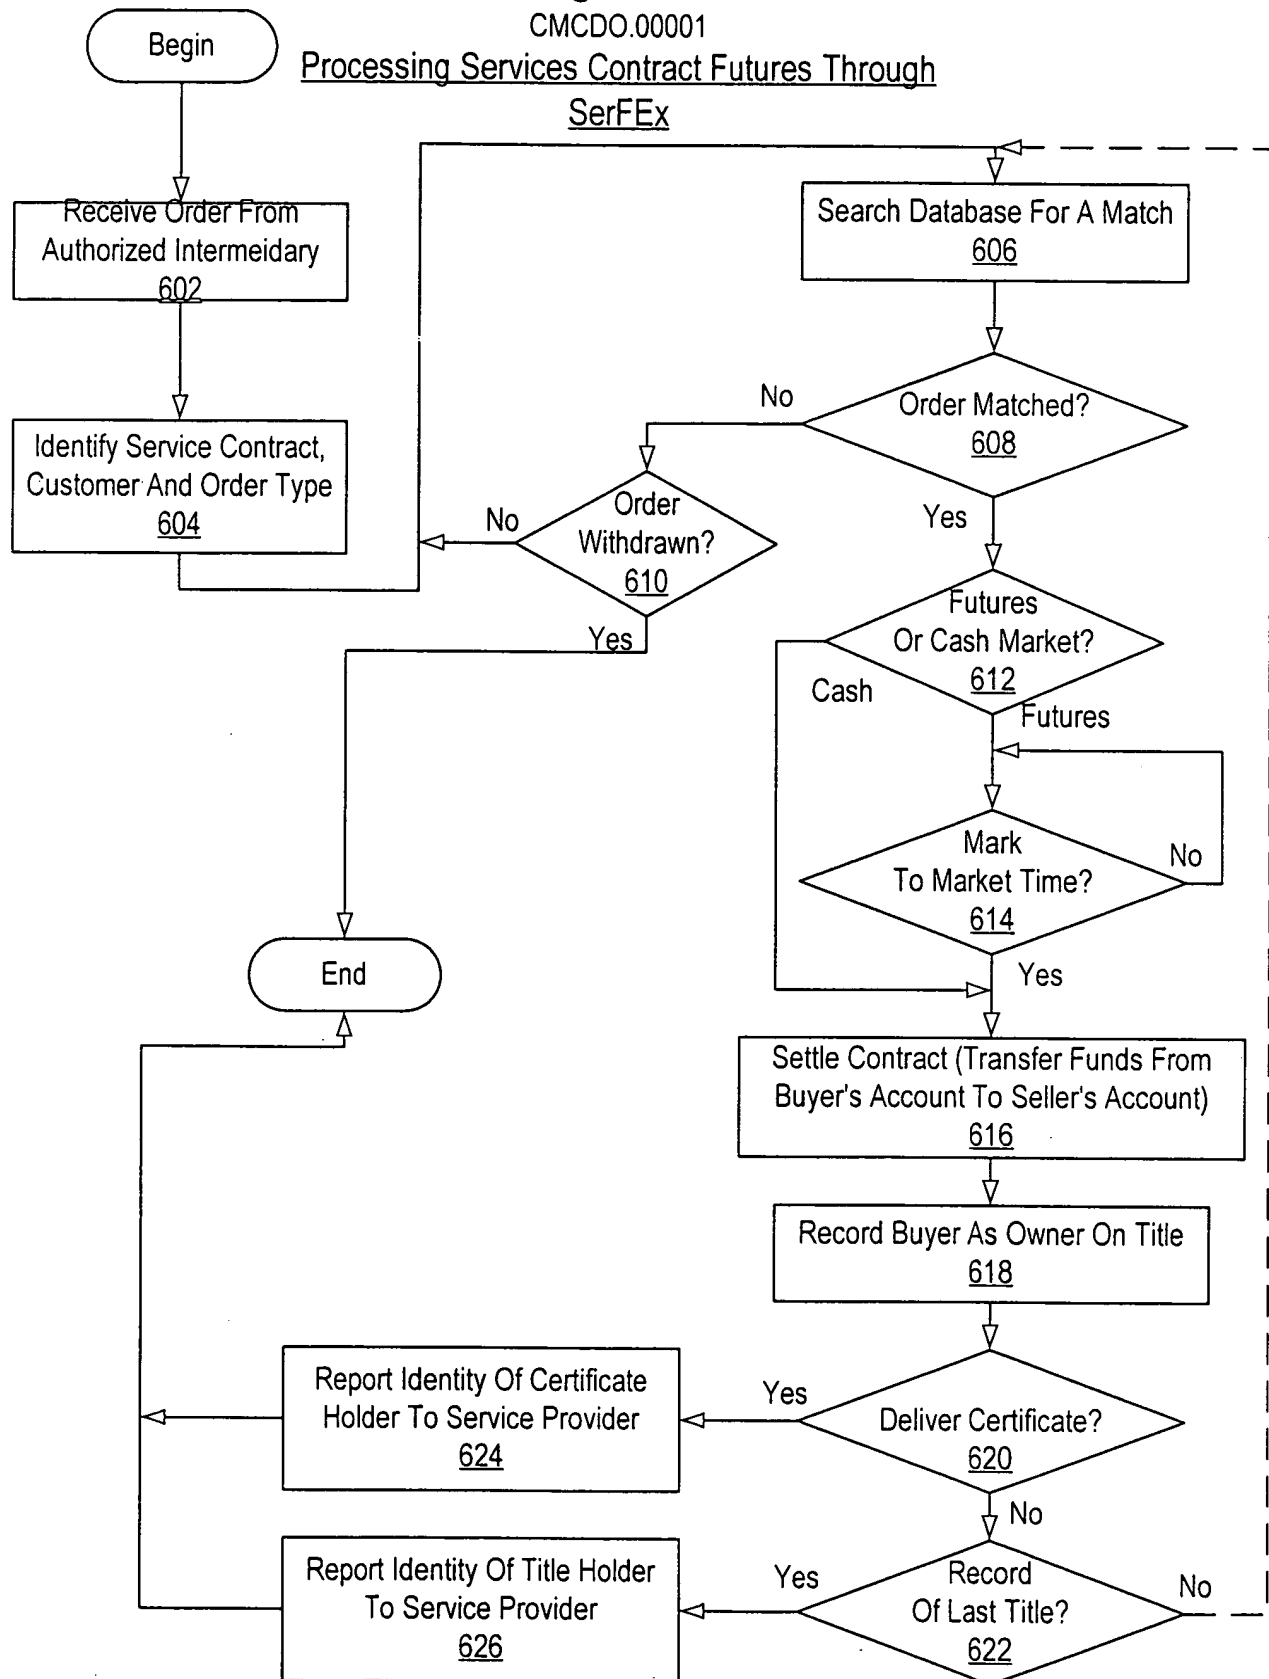 CMCDO.00001
Processing Services Contract Futures Through
SerFEx
Begin
Receive Order From
Authorized Intermeidary
602
Identify Service Contract,
Customer And Order Type
604
Search Database For A Match
606
Order Matched?
608
No
Yes
Order
Withdrawn?
610
No
Yes
Futures
Or Cash Market?
612
Cash
Futures
Mark
To Market Time?
614
No
Yes
End
Settle Contract (Transfer Funds From
Buyer's Account To Seller's Account)
616
Record Buyer As Owner On Title
618
Deliver Certificate?
620
Yes
No
Report Identity Of Certificate
Holder To Service Provider
624
Record
Of Last Title?
622
Yes
No
Report Identity Of Title Holder
To Service Provider
626